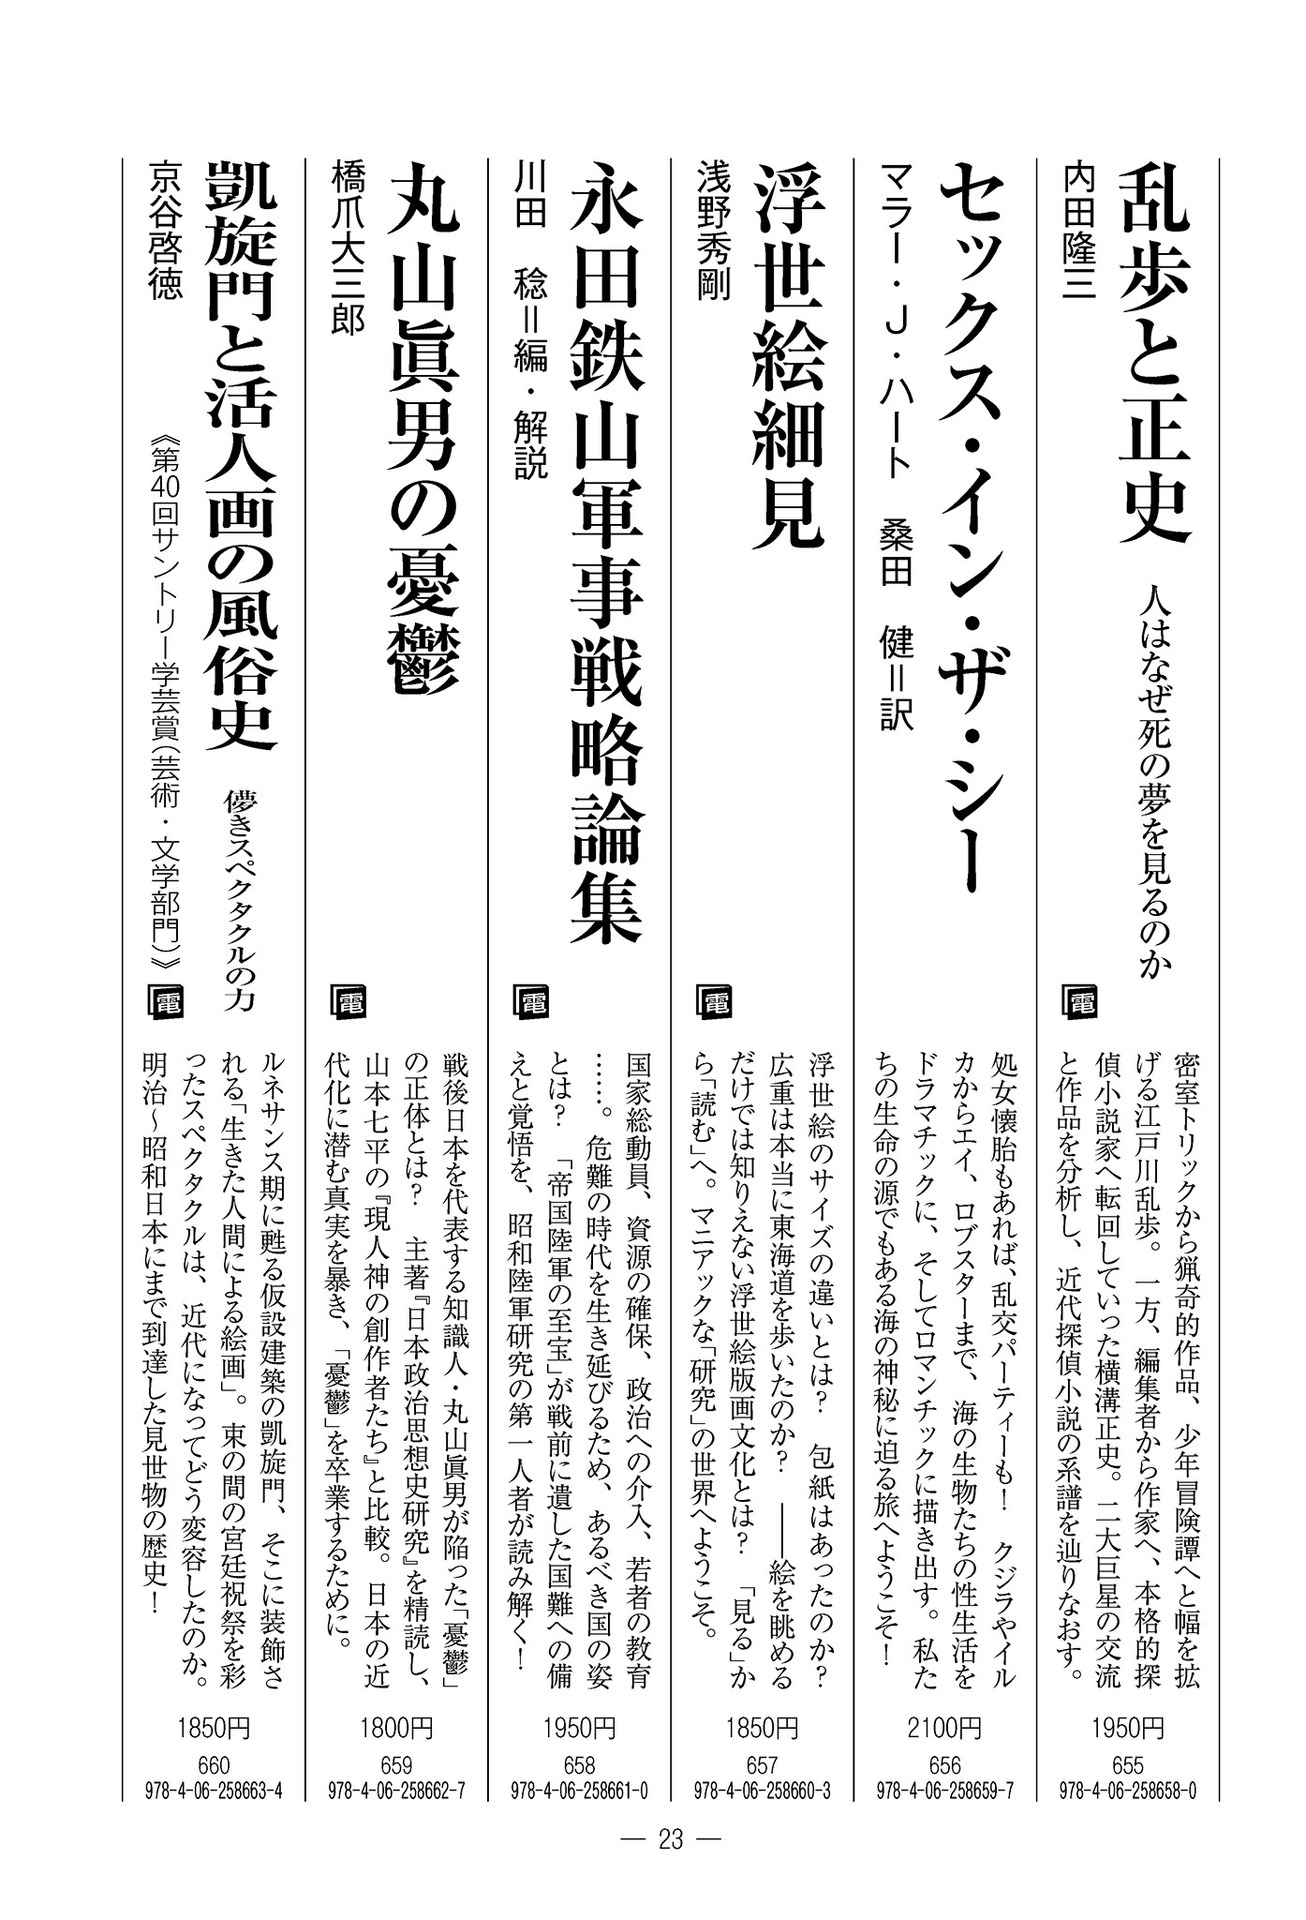 乱歩と正史 人はなぜ死の夢を見るのか
内田隆三
電
密室トリックから猟奇的作品、少年冒険譚へと幅を拡
げる江戸川乱歩。一方、編集者から作家へ、本格的探
偵小説家へ転回していった横溝正史。二大巨星の交流
と作品を分析し、近代探偵小説の系譜を辿りなおす。
1950円
655
978-4-06-258658-0
セックス・イン・ザ・シー
マラー・J・ハート 桑田 健=訳
処女懐胎もあれば、乱交パーティーも! クジラやイル
カからエイ、ロブスターまで、海の生物たちの性生活を
ドラマチックに、そしてロマンチックに描き出す。私た
ちの生命の源でもある海の神秘に迫る旅へようこそ!
2100円
656
978-4-06-258659-7
浮世絵細見
浅野秀剛
電
浮世絵のサイズの違いとは? 包紙はあったのか?
広重は本当に東海道を歩いたのか? ――絵を眺める
だけでは知りえない浮世絵版画文化とは? 「見る」か
ら「読む」へ。マニアックな「研究」の世界へようこそ。
1850円
657
978-4-06-258660-3
永田鉄山軍事戦略論集
川田 稔=編・解説
電
国家総動員、資源の確保、政治への介入、若者の教育
……。危難の時代を生き延びるため、あるべき国の姿
とは? 「帝国陸軍の至宝」が戦前に遺した国難への備
えと覚悟を、昭和陸軍研究の第一人者が読み解く!
1950円
658
978-4-06-258661-0
丸山眞男の憂鬱
橋爪大三郎
電
戦後日本を代表する知識人・丸山眞男が陥った「憂鬱」
の正体とは? 主著『日本政治思想史研究』を精読し、
山本七平の『現人神の創作者たち』と比較。日本の近
代化に潜む真実を暴き、「憂鬱」を卒業するために。
1800円
659
978-4-06-258662-7
凱旋門と活人画の風俗史 儚きスペクタクルの力
京谷啓徳 《第40回サントリー学芸賞(芸術・文学部門)》
電
ルネサンス期に甦る仮設建築の凱旋門、そこに装飾さ
れる「生きた人間による絵画」。束の間の宮廷祝祭を彩
ったスペクタクルは、近代になってどう変容したのか。
明治〜昭和日本にまで到達した見世物の歴史!
1850円
660
978-4-06-258663-4
― 23 ―